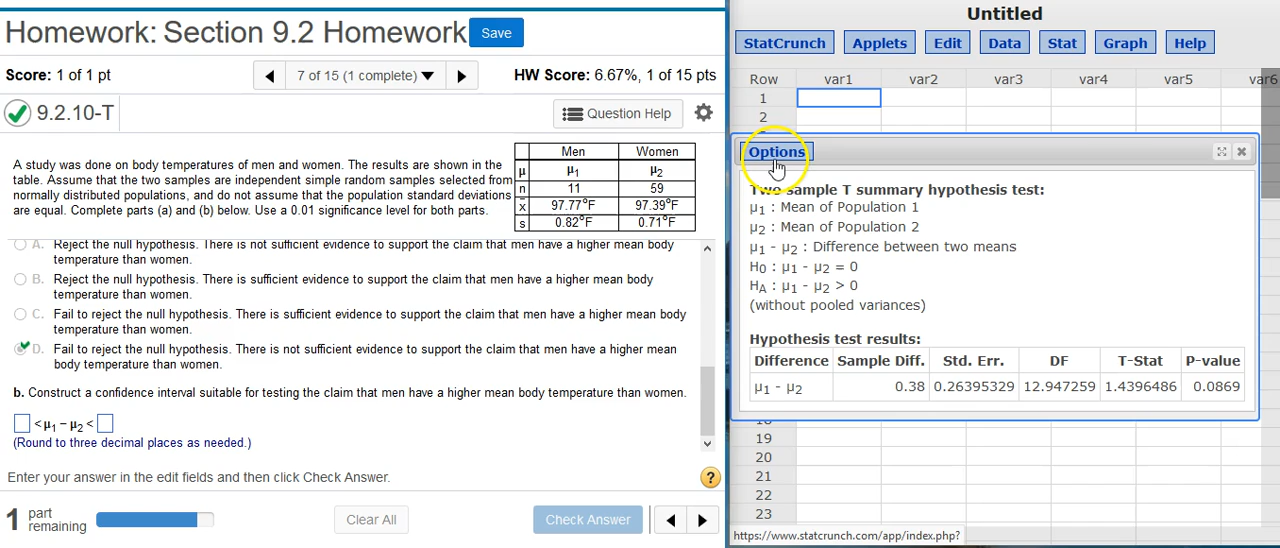 Homework: Section 9.2 Homework
Save
Score: 1 of 1 pt
7 of 15 (1 complete)
HW Score: 6.67%, 1 of 15 pts
9.2.10-T
Question Help
A study was done on body temperatures of men and women. The results are shown in the
table. Assume that the two samples are independent simple random samples selected from
normally distributed populations, and do not assume that the population standard deviations
are equal. Complete parts (a) and (b) below. Use a 0.01 significance level for both parts.
Men Women
μ μ1 μ2
n 11 59
x̄ 97.77°F 97.39°F
s 0.82°F 0.71°F
A. Reject the null hypothesis. There is not sufficient evidence to support the claim that men have a higher mean body
temperature than women.
B. Reject the null hypothesis. There is sufficient evidence to support the claim that men have a higher mean body
temperature than women.
C. Fail to reject the null hypothesis. There is sufficient evidence to support the claim that men have a higher mean body
temperature than women.
D. Fail to reject the null hypothesis. There is not sufficient evidence to support the claim that men have a higher mean
body temperature than women.
b. Construct a confidence interval suitable for testing the claim that men have a higher mean body temperature than women.
< μ1 − μ2 <
(Round to three decimal places as needed.)
Enter your answer in the edit fields and then click Check Answer.
?
1 part
remaining
Clear All
Check Answer
Untitled
StatCrunch Applets Edit Data Stat Graph Help
Row var1 var2 var3 var4 var5 var6
1
2
Options
Two sample T summary hypothesis test:
μ1 : Mean of Population 1
μ2 : Mean of Population 2
μ1 - μ2 : Difference between two means
H0 : μ1 - μ2 = 0
HA : μ1 - μ2 > 0
(without pooled variances)
Hypothesis test results:
Difference Sample Diff. Std. Err. DF T-Stat P-value
μ1 - μ2 0.38 0.26395329 12.947259 1.4396486 0.0869
19
20
21
22
23
https://www.statcrunch.com/app/index.php?